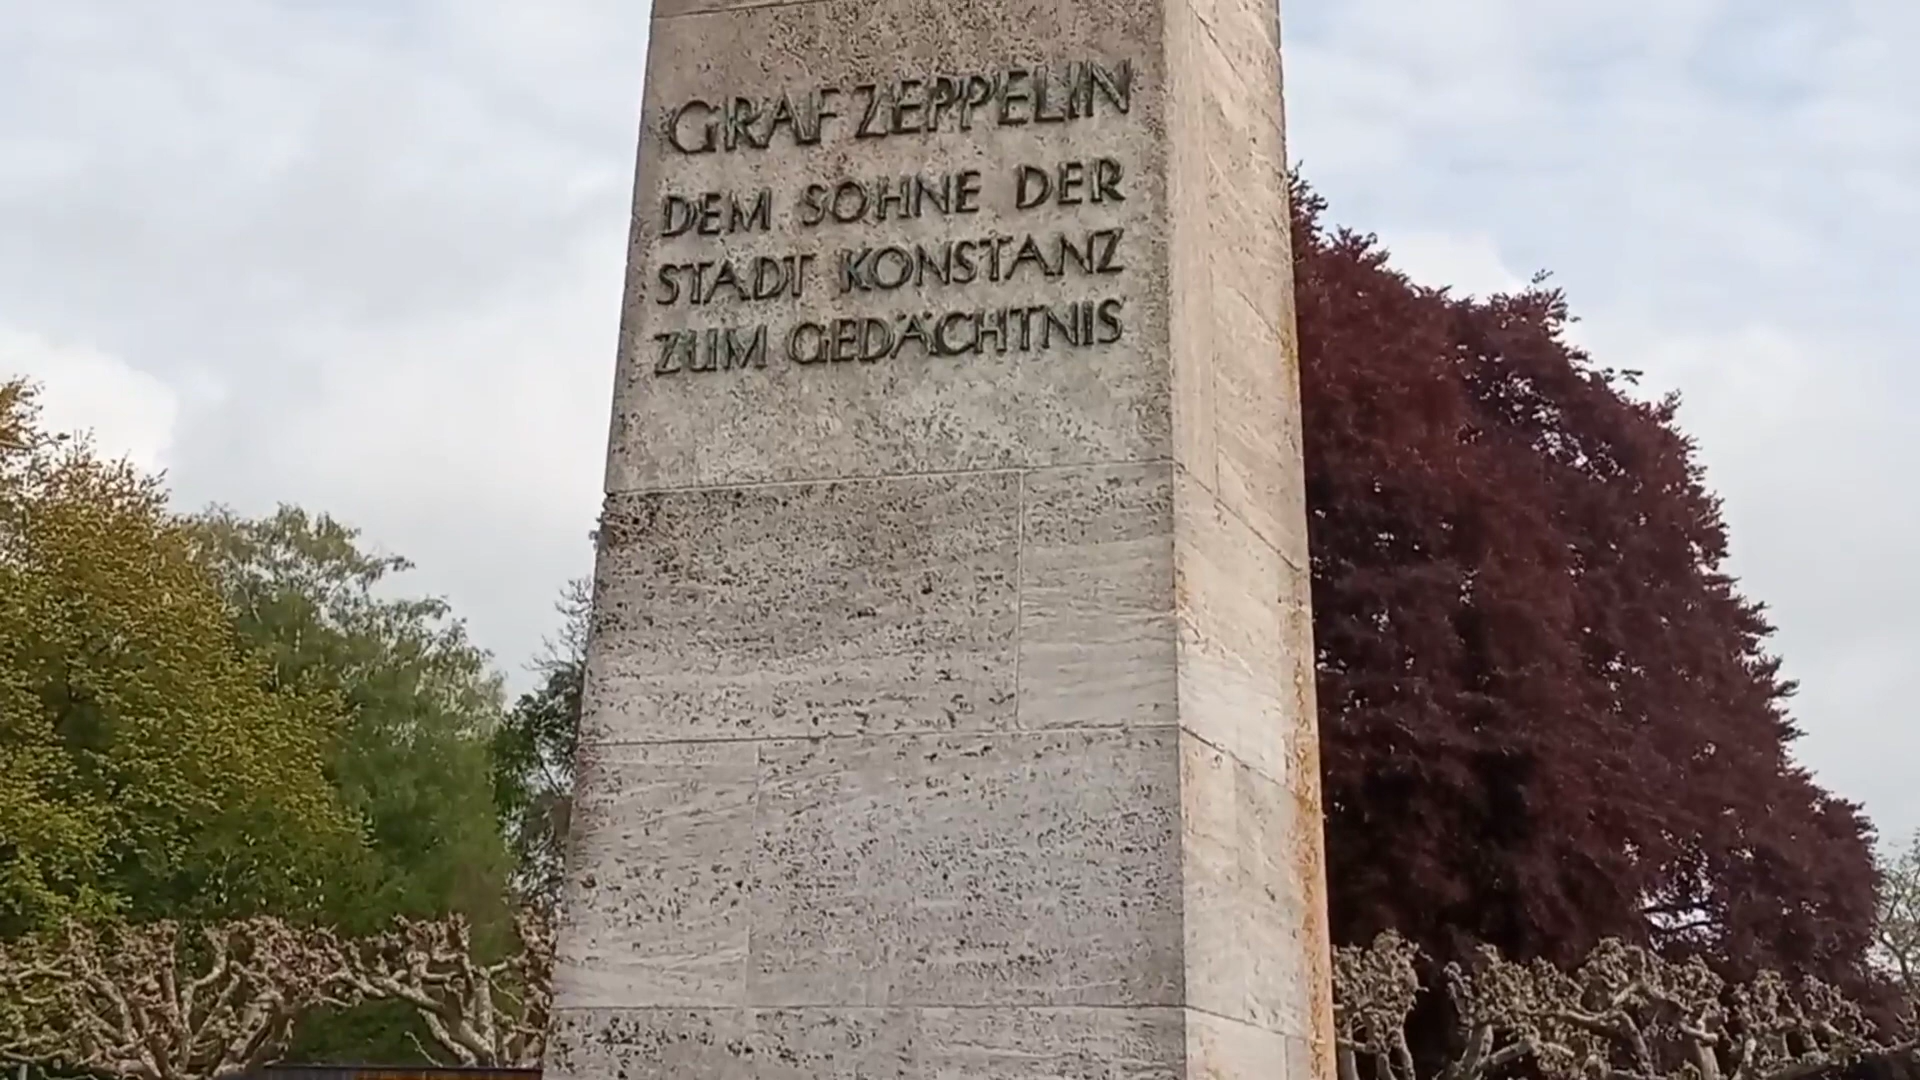 GRAF ZEPPELIN
DEM SOHNE DER
STADT KONSTANZ
ZUM GEDÄCHTNIS